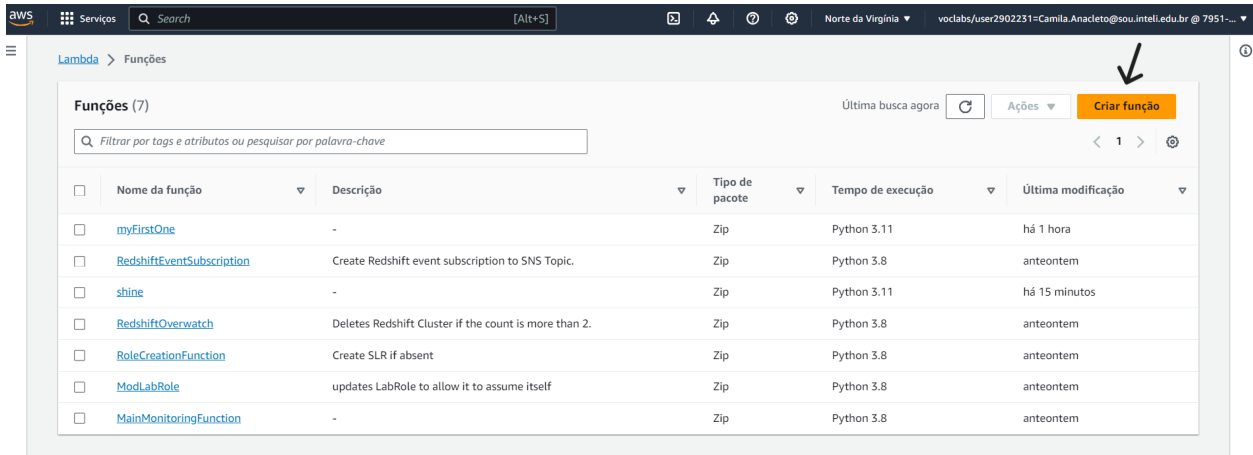 aws Serviços Search [Alt+S] Norte da Virgínia ▼ voclabs/user2902231=Camila.Anacleto@sou.inteli.edu.br @ 7951-... ▼
Lambda > Funções
Funções (7) Última busca agora Ações ▼ Criar função
Filtrar por tags e atributos ou pesquisar por palavra-chave < 1 >
Nome da função Descrição Tipo de pacote Tempo de execução Última modificação
myFirstOne - Zip Python 3.11 há 1 hora
RedshiftEventSubscription Create Redshift event subscription to SNS Topic. Zip Python 3.8 anteontem
shine - Zip Python 3.11 há 15 minutos
RedshiftOverwatch Deletes Redshift Cluster if the count is more than 2. Zip Python 3.8 anteontem
RoleCreationFunction Create SLR if absent Zip Python 3.8 anteontem
ModLabRole updates LabRole to allow it to assume itself Zip Python 3.8 anteontem
MainMonitoringFunction - Zip Python 3.8 anteontem